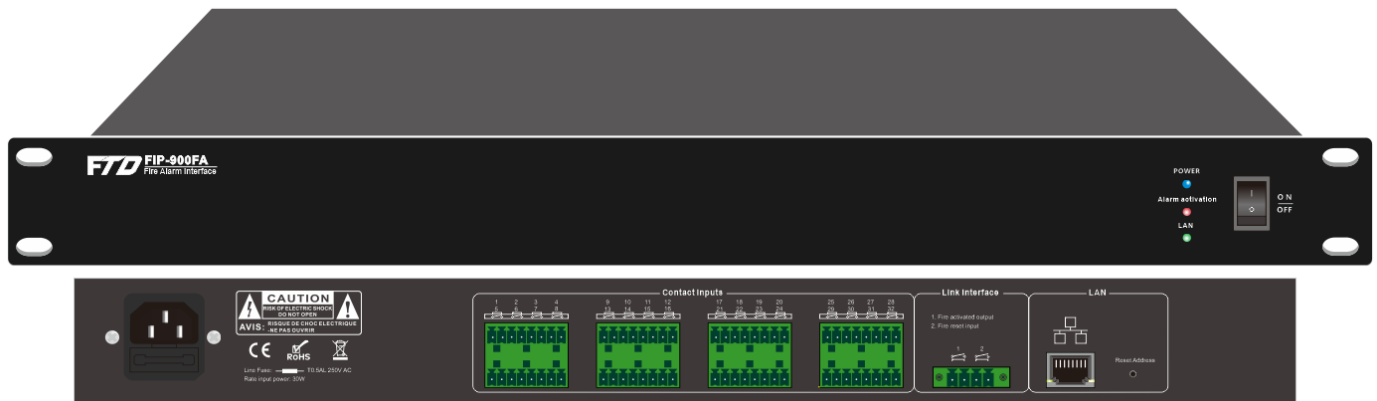 FTD FIP-900FA
Fire Alarm Interface
POWER
Alarm activation
LAN
ON
OFF
CAUTION
RISK OF ELECTRIC SHOCK
DO NOT OPEN
AVIS: RISQUE DE CHOC ELECTRIQUE
-NE PAS OUVRIR
CE RoHS
Line Fuse: T0.5AL 250V AC
Rate input power: 30W
Contact Inputs
1 2 3 4
5 6 7 8
9 10 11 12
13 14 15 16
17 18 19 20
21 22 23 24
25 26 27 28
29 30 31 32
Link Interface
1. Fire activated output
2. Fire reset input
1 2
LAN
Reset Address